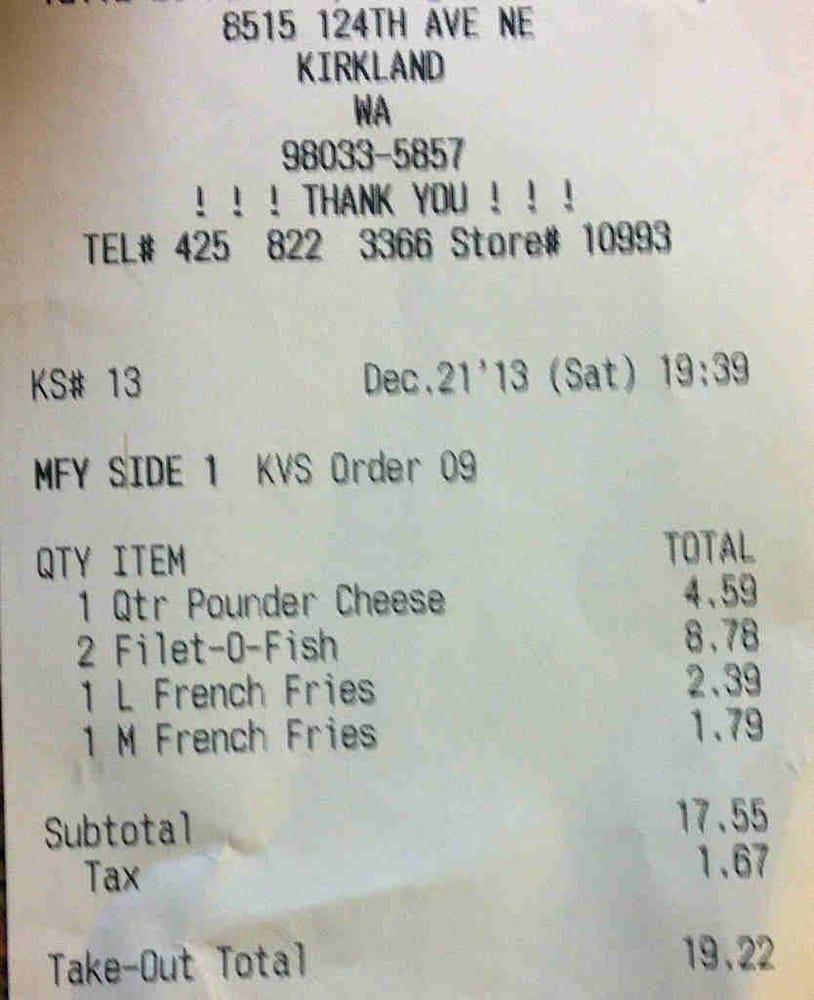 8515 124TH AVE NE
KIRKLAND
WA
98033-5857
! ! ! THANK YOU ! ! !
TEL# 425 822 3366 Store# 10993
KS# 13 Dec.21'13 (Sat) 19:39
MFY SIDE 1 KVS Order 09
QTY ITEM TOTAL
1 Qtr Pounder Cheese 4.59
2 Filet-O-Fish 8.78
1 L French Fries 2.39
1 M French Fries 1.79
Subtotal 17.55
Tax 1.67
Take-Out Total 19.22